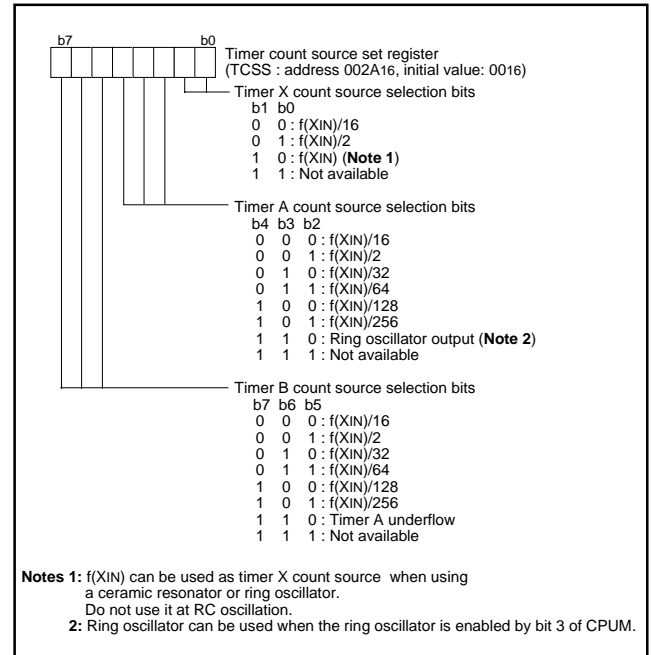 b7 b0
Timer count source set register
(TCSS : address 002A16, initial value: 0016)
Timer X count source selection bits
b1 b0
0 0 : f(XIN)/16
0 1 : f(XIN)/2
1 0 : f(XIN) (Note 1)
1 1 : Not available
Timer A count source selection bits
b4 b3 b2
0 0 0 : f(XIN)/16
0 0 1 : f(XIN)/2
0 1 0 : f(XIN)/32
0 1 1 : f(XIN)/64
1 0 0 : f(XIN)/128
1 0 1 : f(XIN)/256
1 1 0 : Ring oscillator output (Note 2)
1 1 1 : Not available
Timer B count source selection bits
b7 b6 b5
0 0 0 : f(XIN)/16
0 0 1 : f(XIN)/2
0 1 0 : f(XIN)/32
0 1 1 : f(XIN)/64
1 0 0 : f(XIN)/128
1 0 1 : f(XIN)/256
1 1 0 : Timer A underflow
1 1 1 : Not available
Notes 1: f(XIN) can be used as timer X count source when using
a ceramic resonator or ring oscillator.
Do not use it at RC oscillation.
2: Ring oscillator can be used when the ring oscillator is enabled by bit 3 of CPUM.